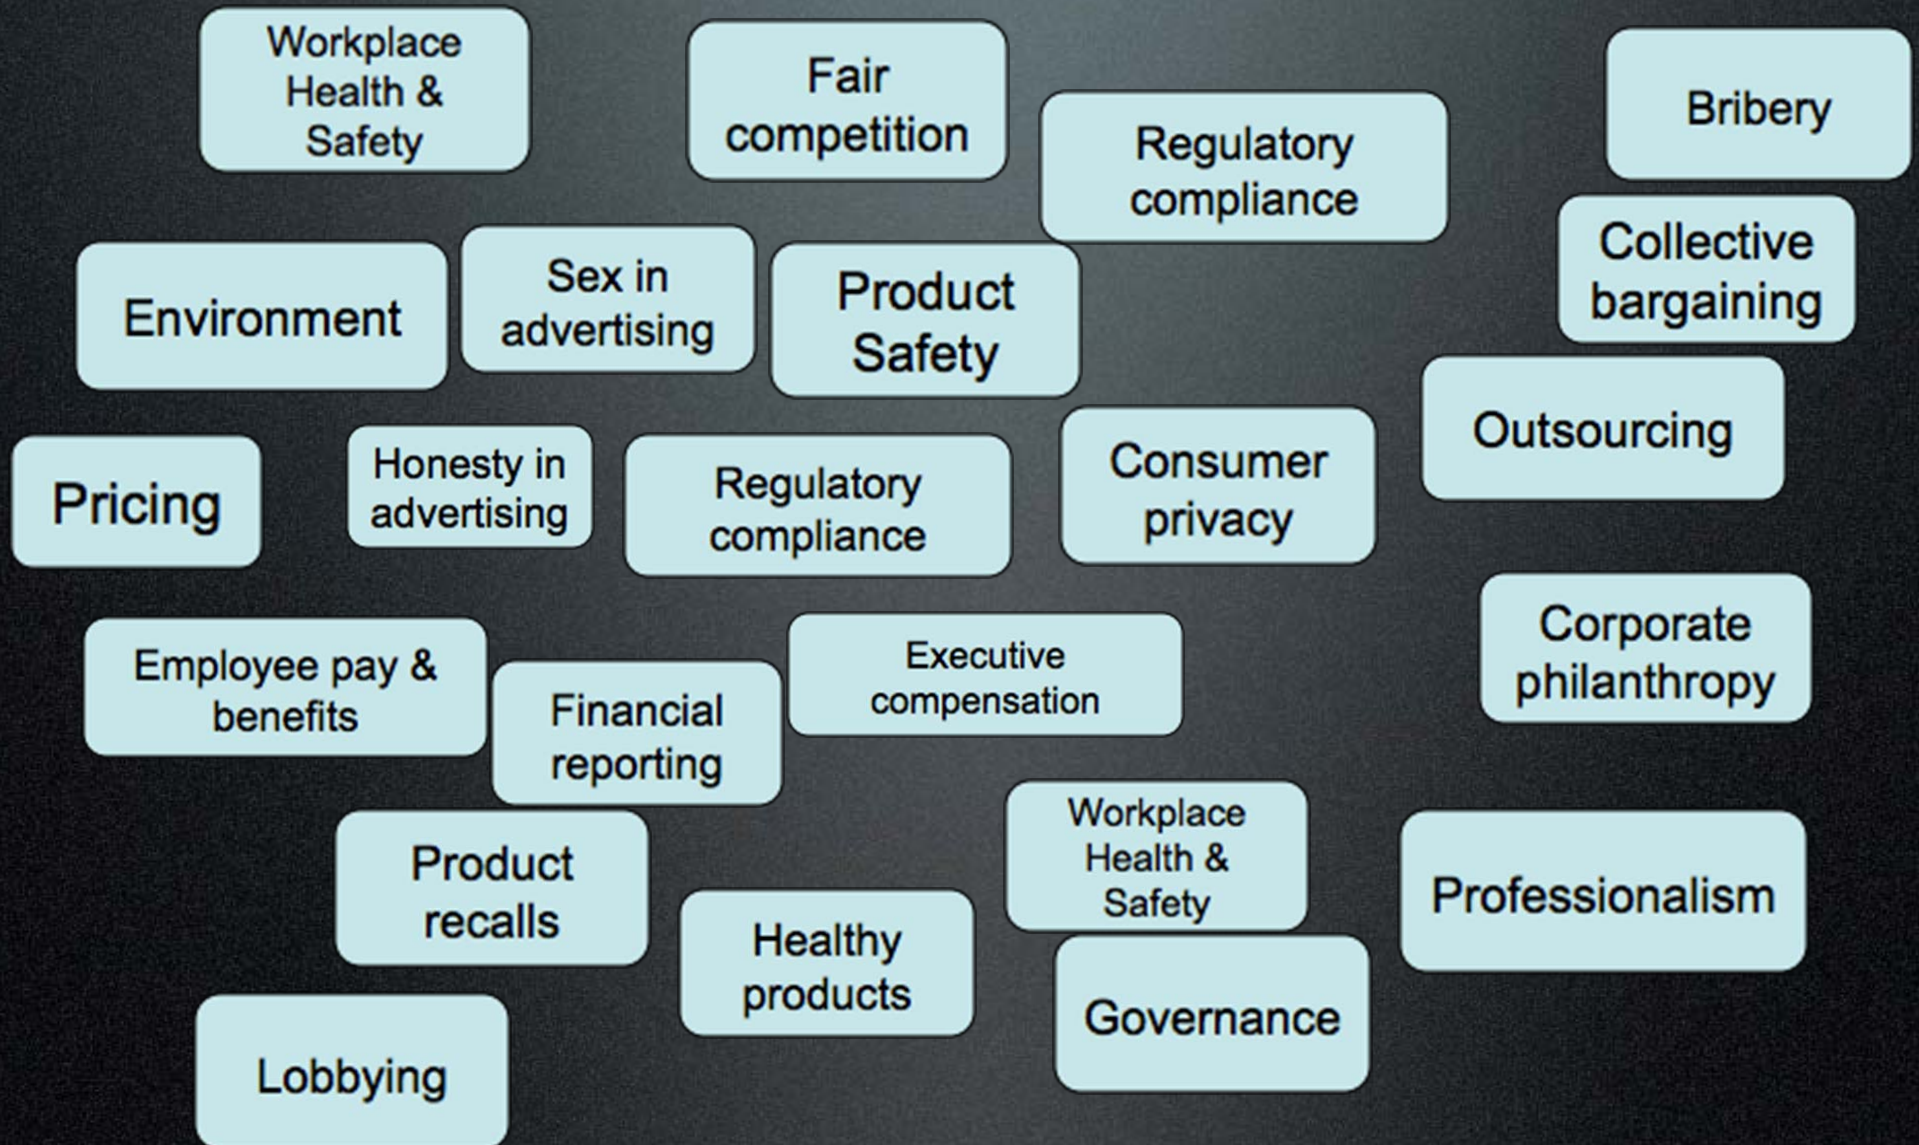 Workplace
Health &
Safety
Fair
competition
Regulatory
compliance
Bribery
Collective
bargaining
Environment
Sex in
advertising
Product
Safety
Outsourcing
Pricing
Honesty in
advertising
Regulatory
compliance
Consumer
privacy
Corporate
philanthropy
Employee pay &
benefits
Financial
reporting
Executive
compensation
Workplace
Health &
Safety
Professionalism
Product
recalls
Healthy
products
Governance
Lobbying